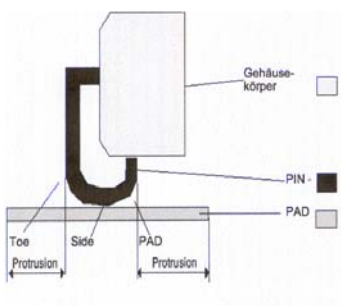 Gehäuse-
körper
PIN -
PAD
Toe Side PAD
Protrusion Protrusion